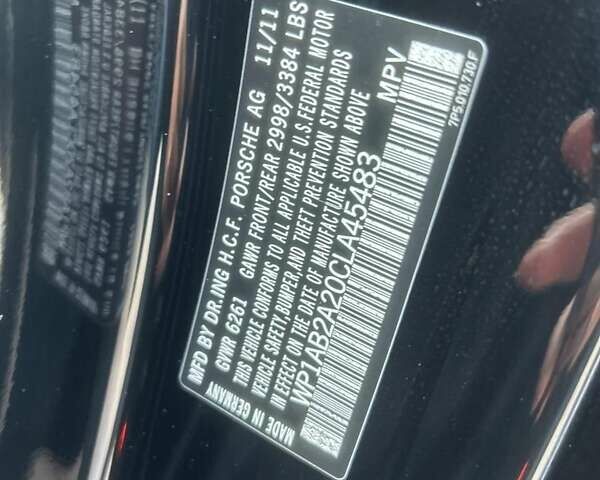 MFD BY DR.ING H.C.F. PORSCHE AG 11/11
GVWR 6261 GAWR FRONT/REAR 2998/3384 LBS
THIS VEHICLE CONFORMS TO ALL APPLICABLE U.S. FEDERAL MOTOR
VEHICLE SAFETY, BUMPER, AND THEFT PREVENTION STANDARDS
IN EFFECT ON THE DATE OF MANUFACTURE SHOWN ABOVE
WP1AB2A20CLA45483 MPV
MADE IN GERMANY 7P5.010.730.F